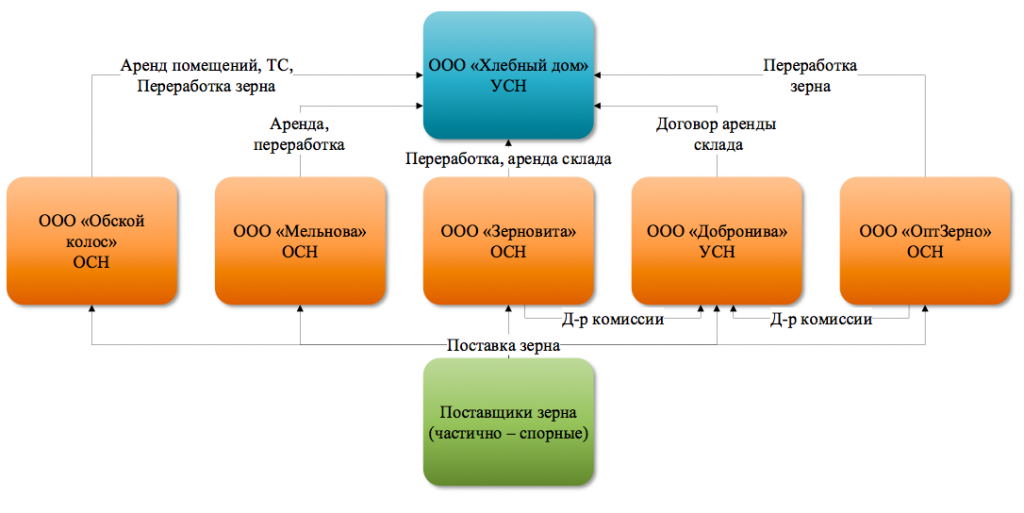 ООО «Хлебный дом»
УСН
Аренд помещений, ТС,
Переработка зерна
Переработка
зерна
Аренда,
переработка
Договор аренды
склада
Переработка, аренда склада
ООО «Обской
колос»
ОСН
ООО «Мельнова»
ОСН
ООО «Зерновита»
ОСН
ООО «Добронива»
УСН
ООО «ОптЗерно»
ОСН
Д-р комиссии
Д-р комиссии
Поставка зерна
Поставщики зерна
(частично – спорные)